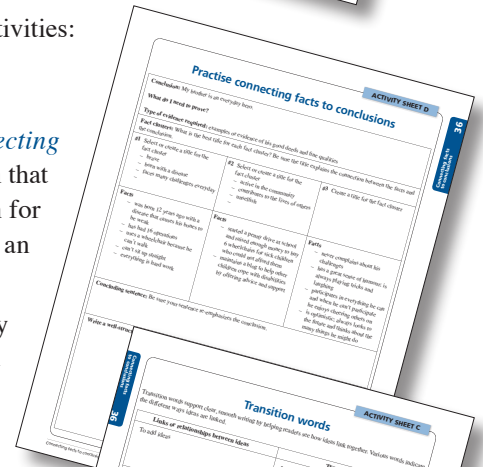 tivities:
ecting
that
for
an
y
ACTIVITY SHEET D
Practise connecting facts to conclusions
36
Connecting facts
to conclusions
Conclusion: My brother is an everyday hero.
What do I need to prove?
Type of evidence required: examples of evidence of his good deeds and fine qualities
Fact clusters: What is the best title for each fact cluster? Be sure the title explains the connection between the facts and
the conclusion.
#1 Select or create a title for the
fact cluster
– brave
– born with a disease
– faces many challenges everyday
#2 Select or create a title for the
fact cluster
– active in the community
– contributes to the lives of others
– unselfish
#3 Create a title for the fact cluster
Facts
– was born 12 years ago with a
disease that causes his bones to
be weak
– has had 16 operations
– uses a wheelchair because he
can't walk
– can't sit up straight
– everything is hard work
Facts
– started a penny drive at school
and raised enough money to pay
6 wheelchairs for sick children
who could not afford them
– maintains a blog to help other
children cope with disabilities
by offering advice and support
Facts
– never complains about his
challenges
– has a great sense of humour; is
always playing tricks and
laughing
– participates in everything he can
and when he can't participate
he enjoys cheering others on
– is optimistic; always looks to
the future and thinks about the
many things he might do
Concluding sentence: Be sure your sentence re-emphasizes the conclusion.
Write a well-struc
Connecting facts
to conclusions
36
ACTIVITY SHEET C
Transition words
Transition words support clear, smooth writing by helping readers see how ideas link together. Various words indicate
the different ways ideas are linked.
Links or relationships between ideas
To add ideas
Connecting facts to conclus